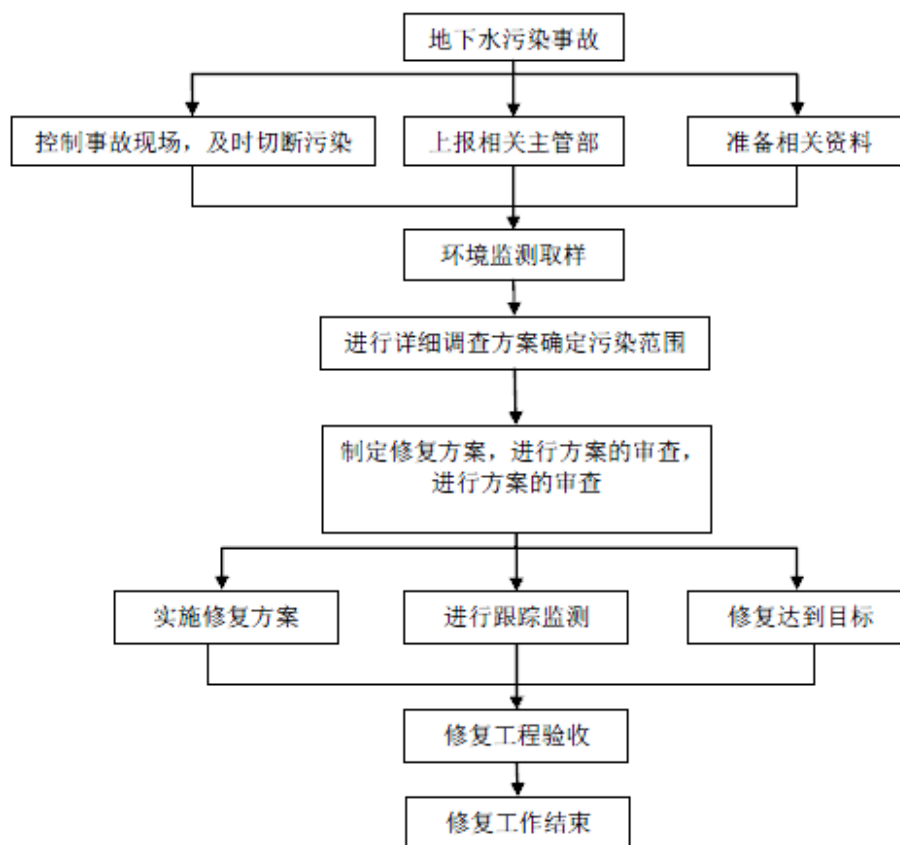 地下水污染事故
控制事故现场，及时切断污染
上报相关主管部
准备相关资料
环境监测取样
进行详细调查方案确定污染范围
制定修复方案，进行方案的审查，
进行方案的审查
实施修复方案
进行跟踪监测
修复达到目标
修复工程验收
修复工作结束